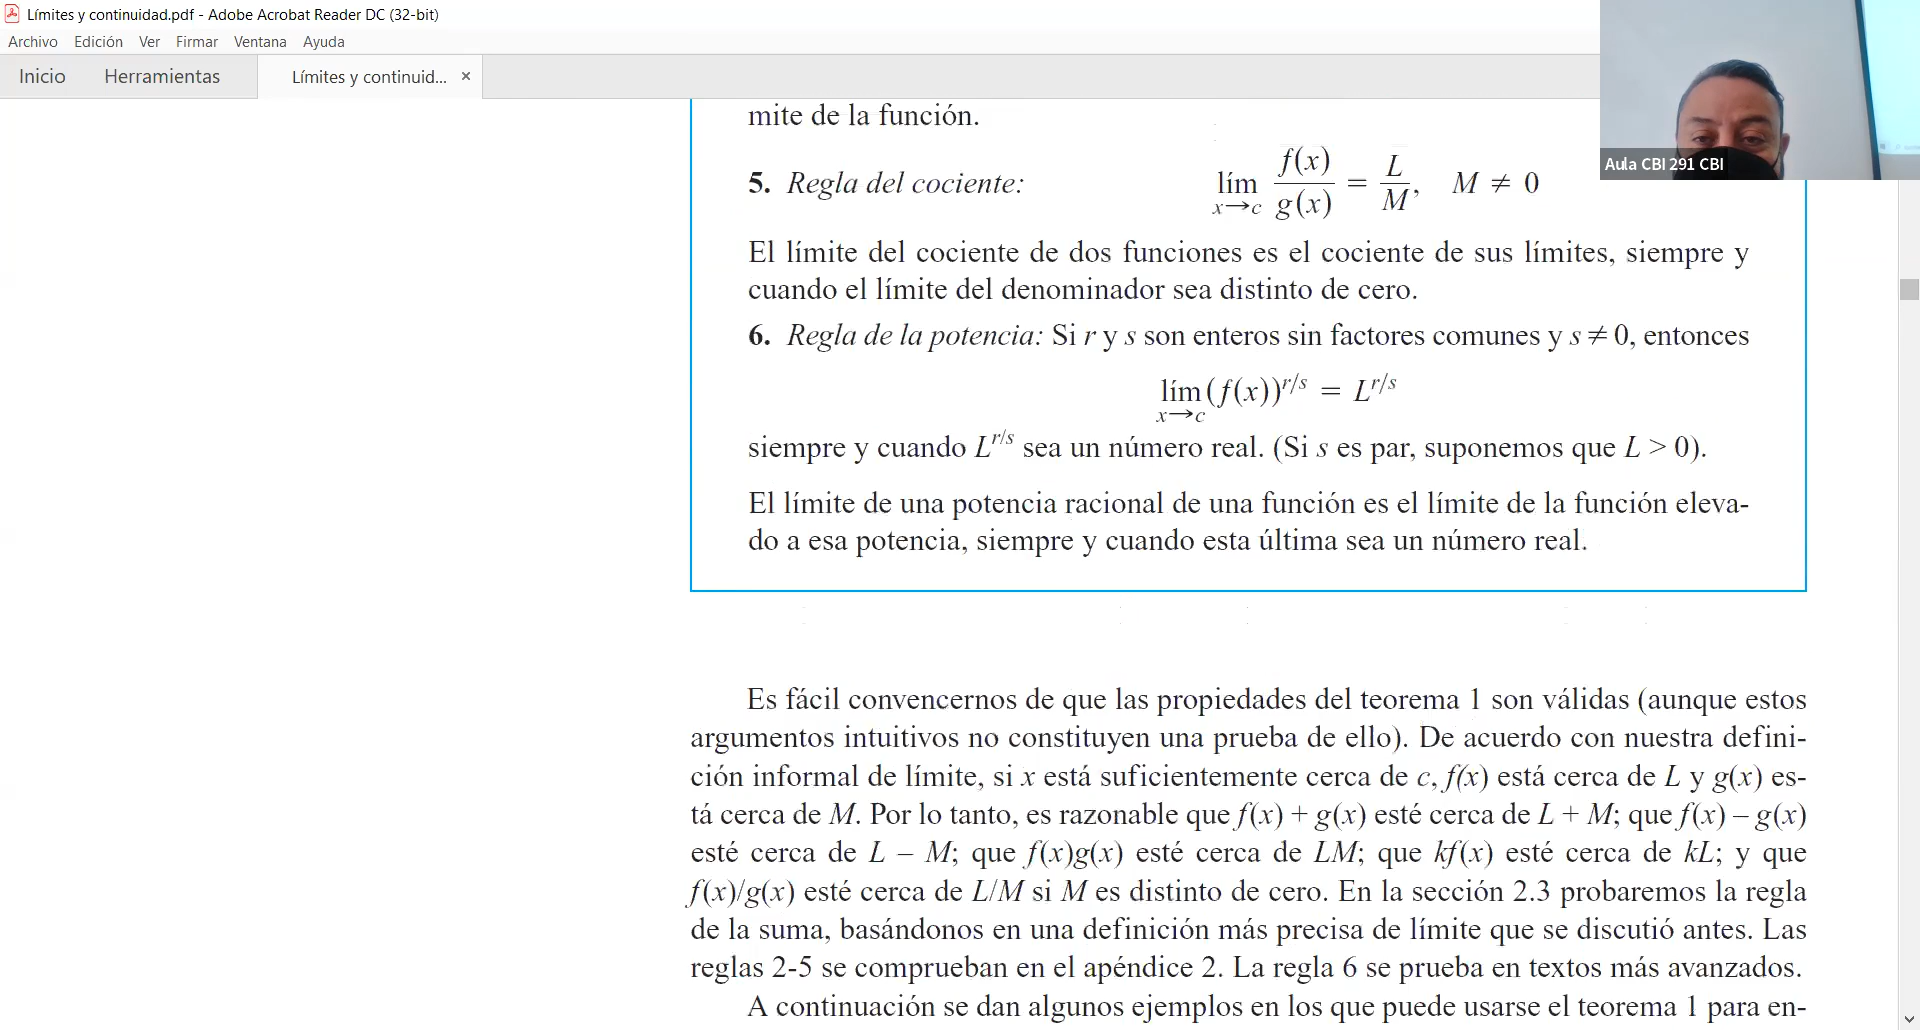 Límites y continuidad.pdf - Adobe Acrobat Reader DC (32-bit)
Archivo Edición Ver Firmar Ventana Ayuda
Inicio Herramientas Límites y continuid... ×
Aula CBI 291 CBI
mite de la función.
5. Regla del cociente: lím x→c f(x)/g(x) = L/M, M ≠ 0
El límite del cociente de dos funciones es el cociente de sus límites, siempre y
cuando el límite del denominador sea distinto de cero.
6. Regla de la potencia: Si r y s son enteros sin factores comunes y s ≠ 0, entonces
lím x→c (f(x))^r/s = L^r/s
siempre y cuando L^r/s sea un número real. (Si s es par, suponemos que L > 0).
El límite de una potencia racional de una función es el límite de la función eleva-
do a esa potencia, siempre y cuando esta última sea un número real.
Es fácil convencernos de que las propiedades del teorema 1 son válidas (aunque estos
argumentos intuitivos no constituyen una prueba de ello). De acuerdo con nuestra defini-
ción informal de límite, si x está suficientemente cerca de c, f(x) está cerca de L y g(x) es-
tá cerca de M. Por lo tanto, es razonable que f(x) + g(x) esté cerca de L + M; que f(x) – g(x)
esté cerca de L – M; que f(x)g(x) esté cerca de LM; que kf(x) esté cerca de kL; y que
f(x)/g(x) esté cerca de L/M si M es distinto de cero. En la sección 2.3 probaremos la regla
de la suma, basándonos en una definición más precisa de límite que se discutió antes. Las
reglas 2-5 se comprueban en el apéndice 2. La regla 6 se prueba en textos más avanzados.
A continuación se dan algunos ejemplos en los que puede usarse el teorema 1 para en-